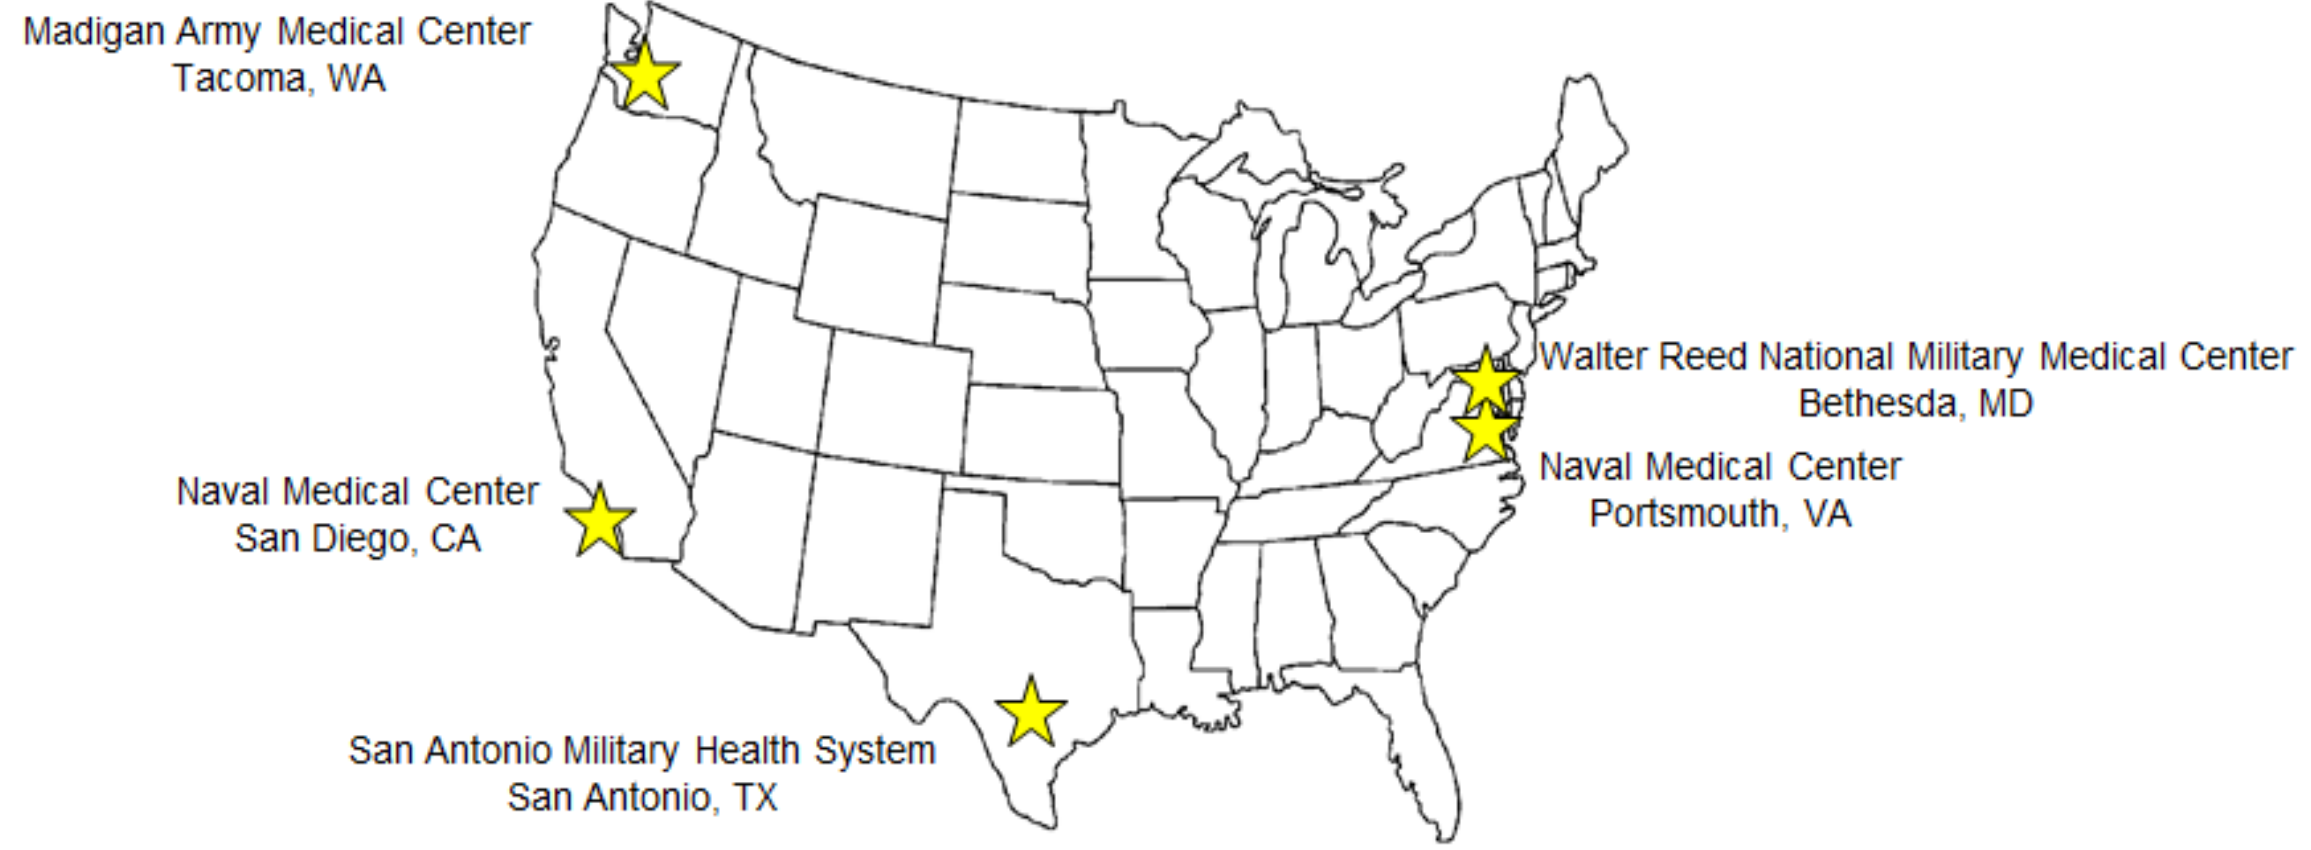 Madigan Army Medical Center
Tacoma, WA
Walter Reed National Military Medical Center
Bethesda, MD
Naval Medical Center
Portsmouth, VA
Naval Medical Center
San Diego, CA
San Antonio Military Health System
San Antonio, TX